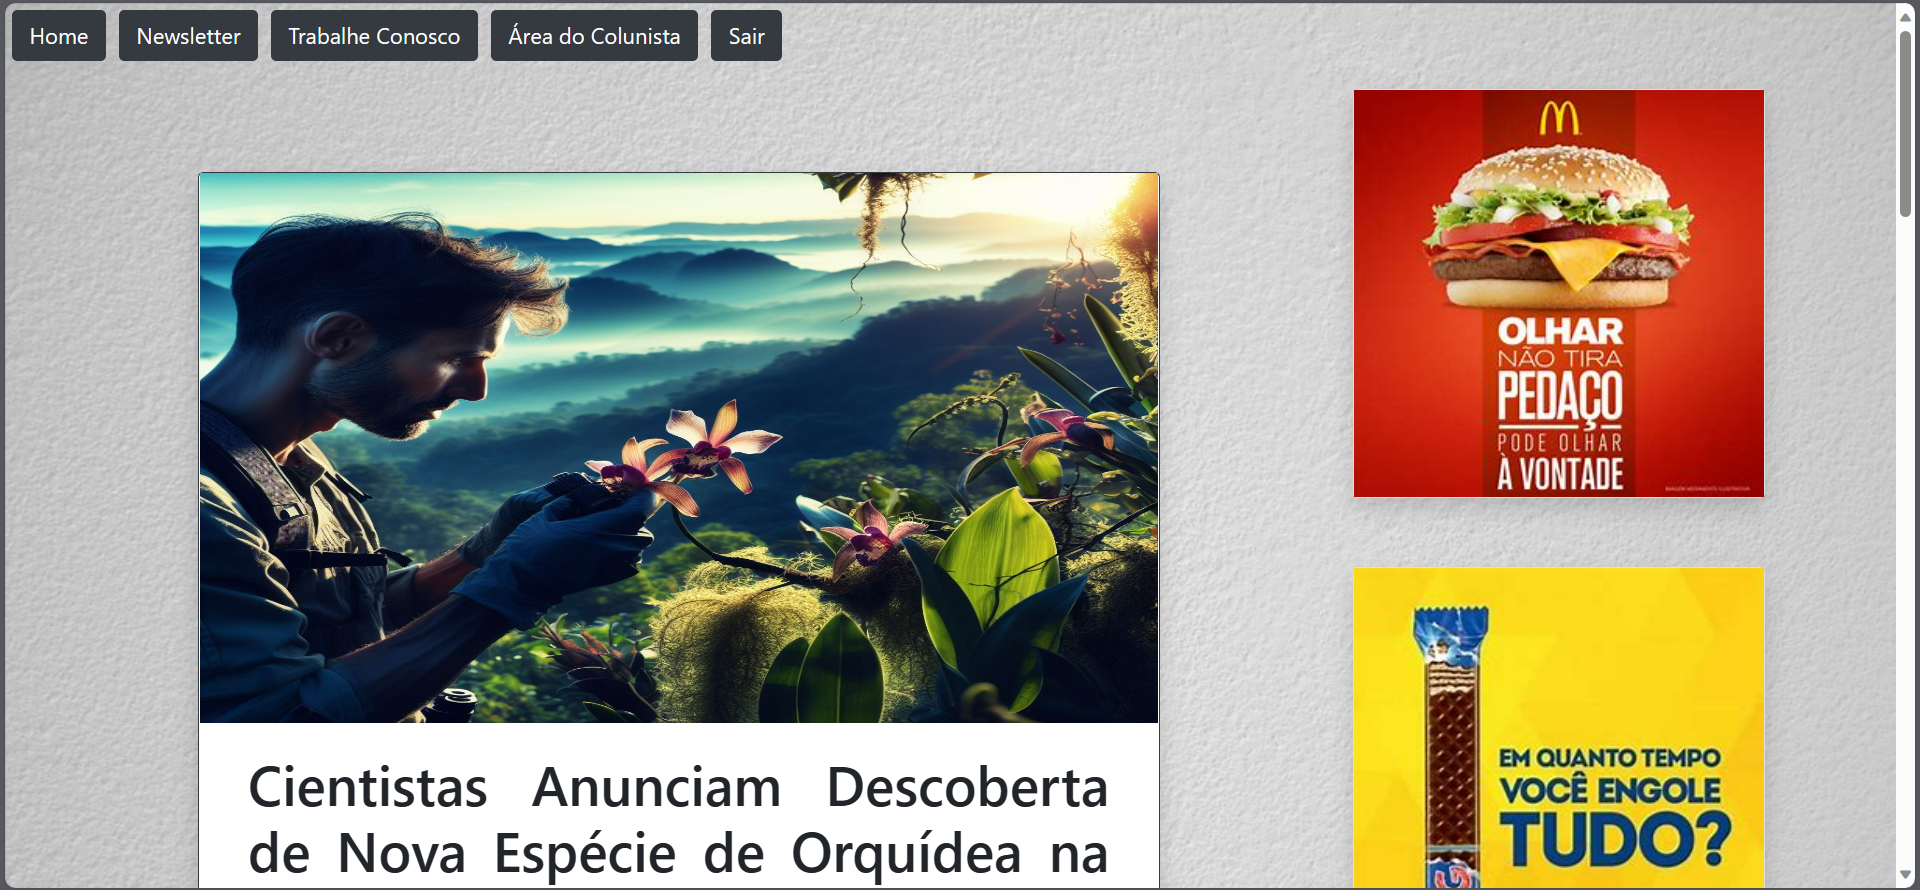 Home
Newsletter
Trabalhe Conosco
Área do Colunista
Sair
OLHAR
NÃO TIRA
PEDAÇO
PODE OLHAR
À VONTADE
Cientistas Anunciam Descoberta
de Nova Espécie de Orquídea na
EM QUANTO TEMPO
VOCÊ ENGOLE
TUDO?